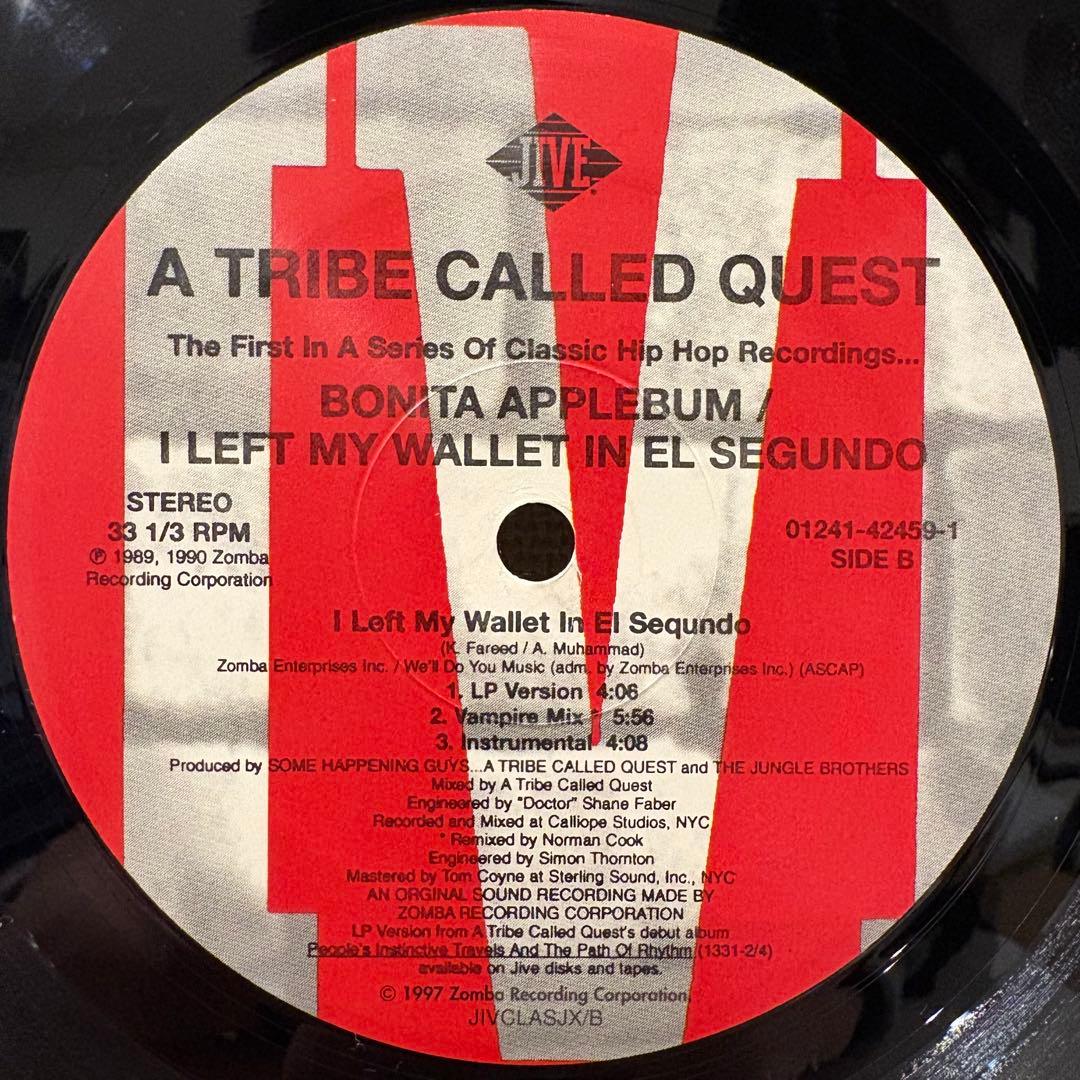 JIVE
A TRIBE CALLED QUEST
The First In A Series Of Classic Hip Hop Recordings...
BONITA APPLEBUM /
I LEFT MY WALLET IN EL SEGUNDO
STEREO
33 1/3 RPM
℗ 1989, 1990 Zomba
Recording Corporation
01241-42459-1
SIDE B
I Left My Wallet In El Sequndo
(K. Fareed / A. Muhammad)
Zomba Enterprises Inc. / We'll Do You Music (adm. by Zomba Enterprises Inc.) (ASCAP)
1. LP Version 4:06
2. Vampire Mix * 5:56
3. Instrumental 4:08
Produced by SOME HAPPENING GUYS...A TRIBE CALLED QUEST and THE JUNGLE BROTHERS
Mixed by A Tribe Called Quest
Engineered by "Doctor" Shane Faber
Recorded and Mixed at Calliope Studios, NYC
* Remixed by Norman Cook
Engineered by Simon Thornton
Mastered by Tom Coyne at Sterling Sound, Inc., NYC
AN ORGINAL SOUND RECORDING MADE BY
ZOMBA RECORDING CORPORATION
LP Version from A Tribe Called Quest's debut album
People's Instinctive Travels And The Path Of Rhythm (1331-2/4)
available on Jive disks and tapes.
© 1997 Zomba Recording Corporation,
JIVCLASJX/B